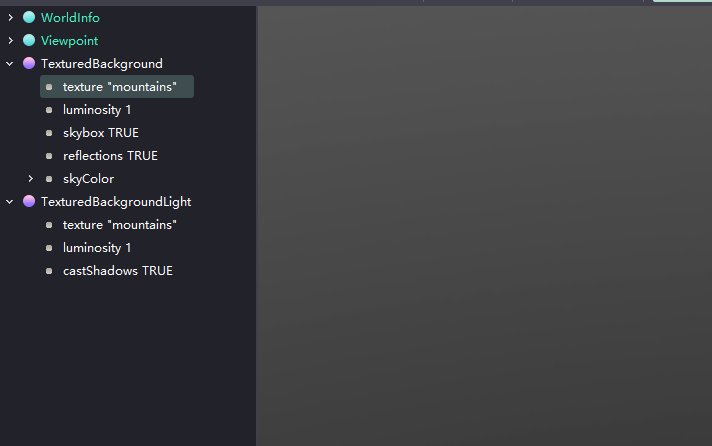 WorldInfo
Viewpoint
TexturedBackground
texture "mountains"
luminosity 1
skybox TRUE
reflections TRUE
skyColor
TexturedBackgroundLight
texture "mountains"
luminosity 1
castShadows TRUE